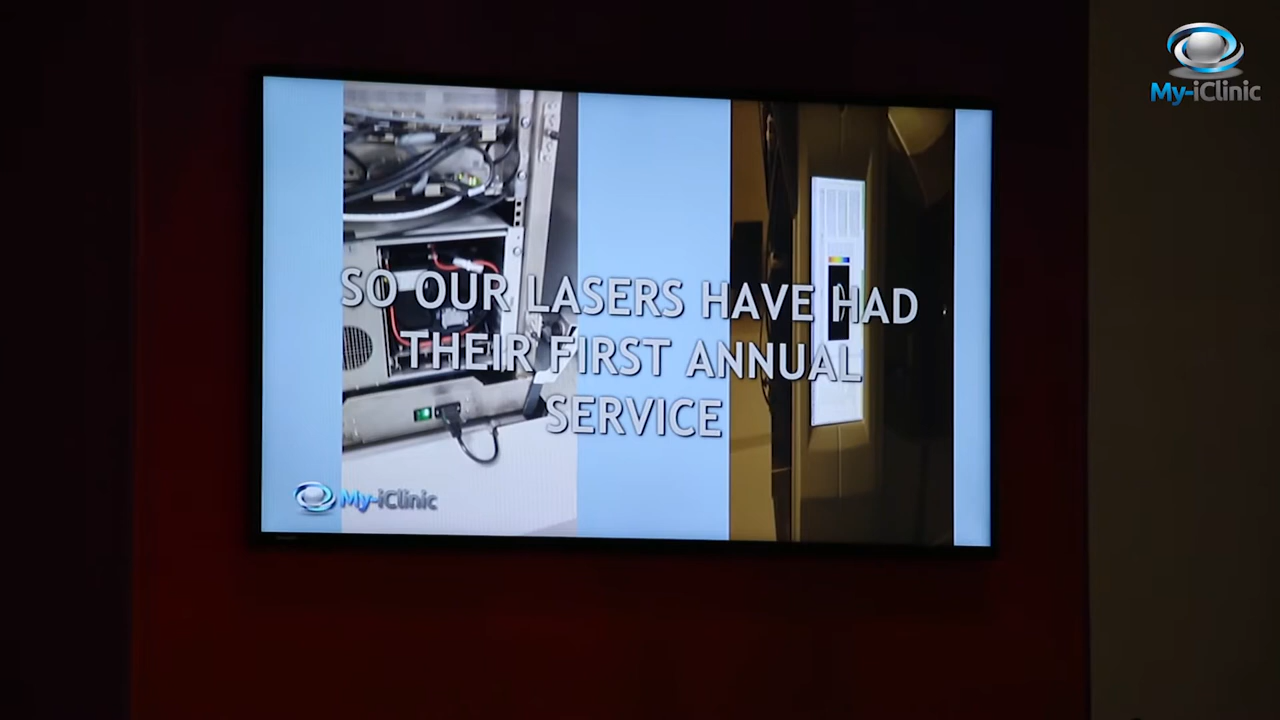 My-iClinic
SO OUR LASERS HAVE HAD
THEIR FIRST ANNUAL
SERVICE
My-iClinic